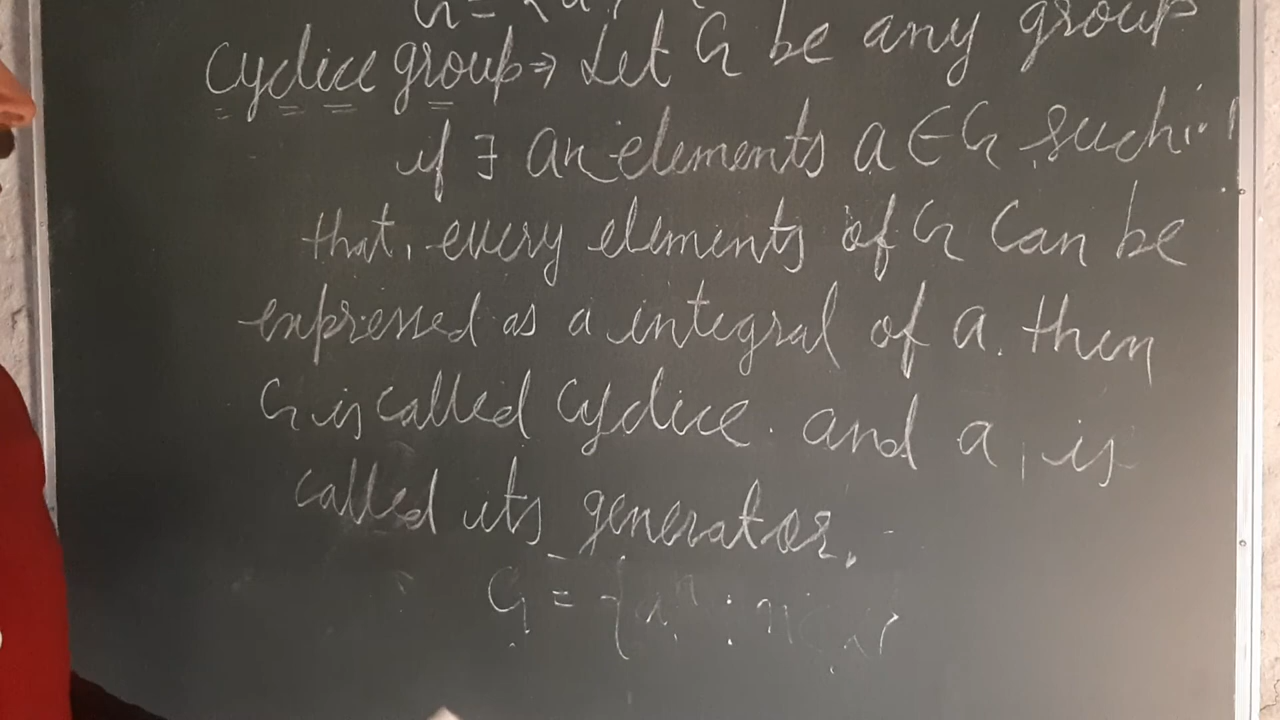 G = {a
Cyclice group⇒ Let G be any group
if ∃ an elements a ∈ G such
that, every elements of G Can be
expressed as a integral of a. then
G is called Cyclice. and a, is
called its generator.
G = {aⁿ : n ∈